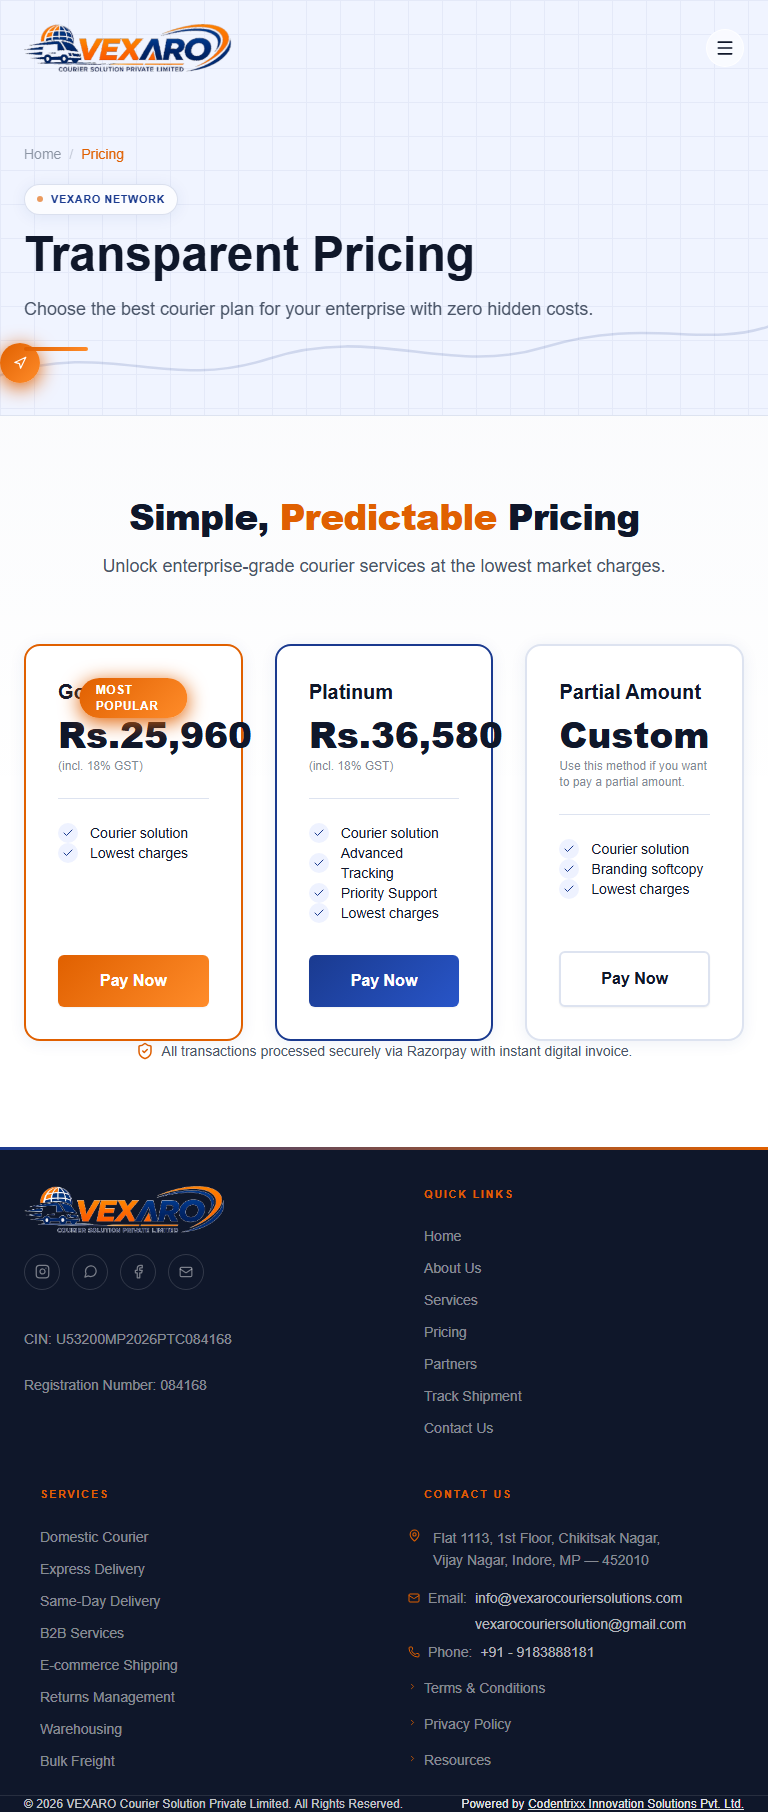 VEXARO
COURIER SOLUTION PRIVATE LIMITED
Home / Pricing
VEXARO NETWORK
Transparent Pricing
Choose the best courier plan for your enterprise with zero hidden costs.
Simple, Predictable Pricing
Unlock enterprise-grade courier services at the lowest market charges.
MOST
POPULAR
Rs.25,960
(incl. 18% GST)
Courier solution
Lowest charges
Pay Now
Platinum
Rs.36,580
(incl. 18% GST)
Courier solution
Advanced
Tracking
Priority Support
Lowest charges
Pay Now
Partial Amount
Custom
Use this method if you want
to pay a partial amount.
Courier solution
Branding softcopy
Lowest charges
Pay Now
All transactions processed securely via Razorpay with instant digital invoice.
VEXARO
COURIER SOLUTION PRIVATE LIMITED
CIN: U53200MP2026PTC084168
Registration Number: 084168
QUICK LINKS
Home
About Us
Services
Pricing
Partners
Track Shipment
Contact Us
SERVICES
Domestic Courier
Express Delivery
Same-Day Delivery
B2B Services
E-commerce Shipping
Returns Management
Warehousing
Bulk Freight
CONTACT US
Flat 1113, 1st Floor, Chikitsak Nagar,
Vijay Nagar, Indore, MP — 452010
Email: info@vexarocouriersolutions.com
vexarocouriersolution@gmail.com
Phone: +91 - 9183888181
Terms & Conditions
Privacy Policy
Resources
© 2026 VEXARO Courier Solution Private Limited. All Rights Reserved.
Powered by Codentrixx Innovation Solutions Pvt. Ltd.